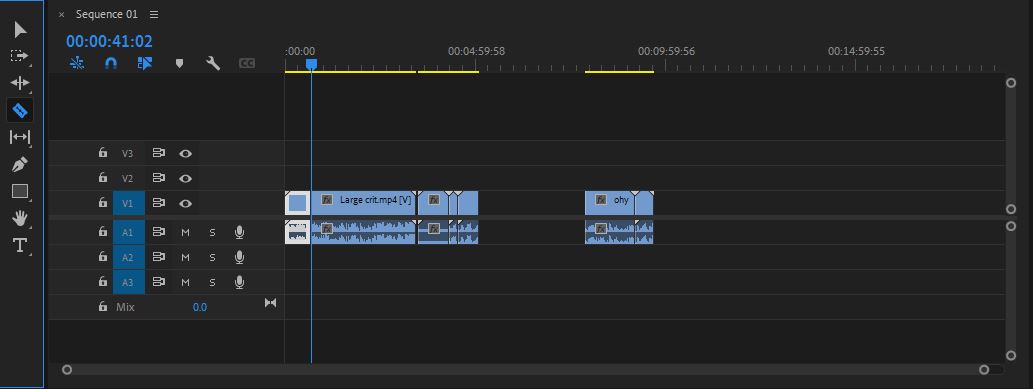 × Sequence 01
00:00:41:02
:00:00 00:04:59:58 00:09:59:56 00:14:59:55
CC
V3
V2
V1 fx Large crit.mp4 [V] fx fx ohy
A1 M S fx fx fx
A2 M S
A3 M S
Mix 0.0
T